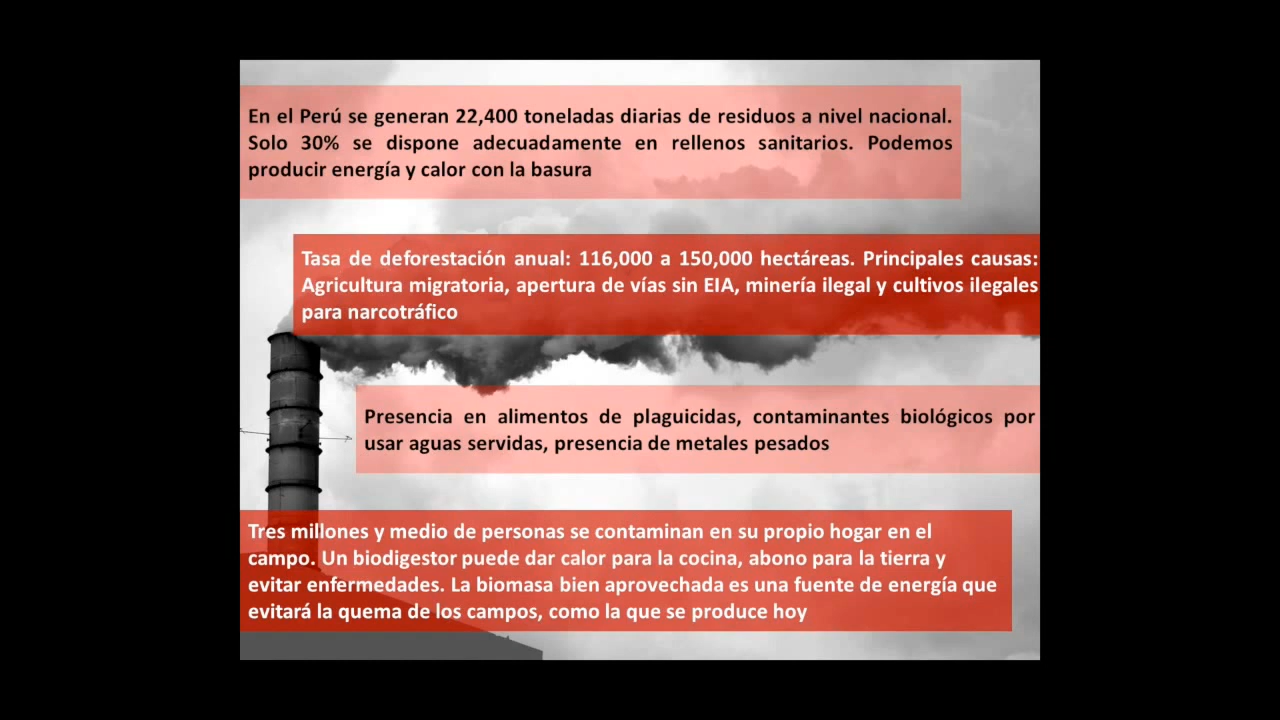 En el Perú se generan 22,400 toneladas diarias de residuos a nivel nacional.
Solo 30% se dispone adecuadamente en rellenos sanitarios. Podemos
producir energía y calor con la basura
Tasa de deforestación anual: 116,000 a 150,000 hectáreas. Principales causas:
Agricultura migratoria, apertura de vías sin EIA, minería ilegal y cultivos ilegales
para narcotráfico
Presencia en alimentos de plaguicidas, contaminantes biológicos por
usar aguas servidas, presencia de metales pesados
Tres millones y medio de personas se contaminan en su propio hogar en el
campo. Un biodigestor puede dar calor para la cocina, abono para la tierra y
evitar enfermedades. La biomasa bien aprovechada es una fuente de energía que
evitará la quema de los campos, como la que se produce hoy